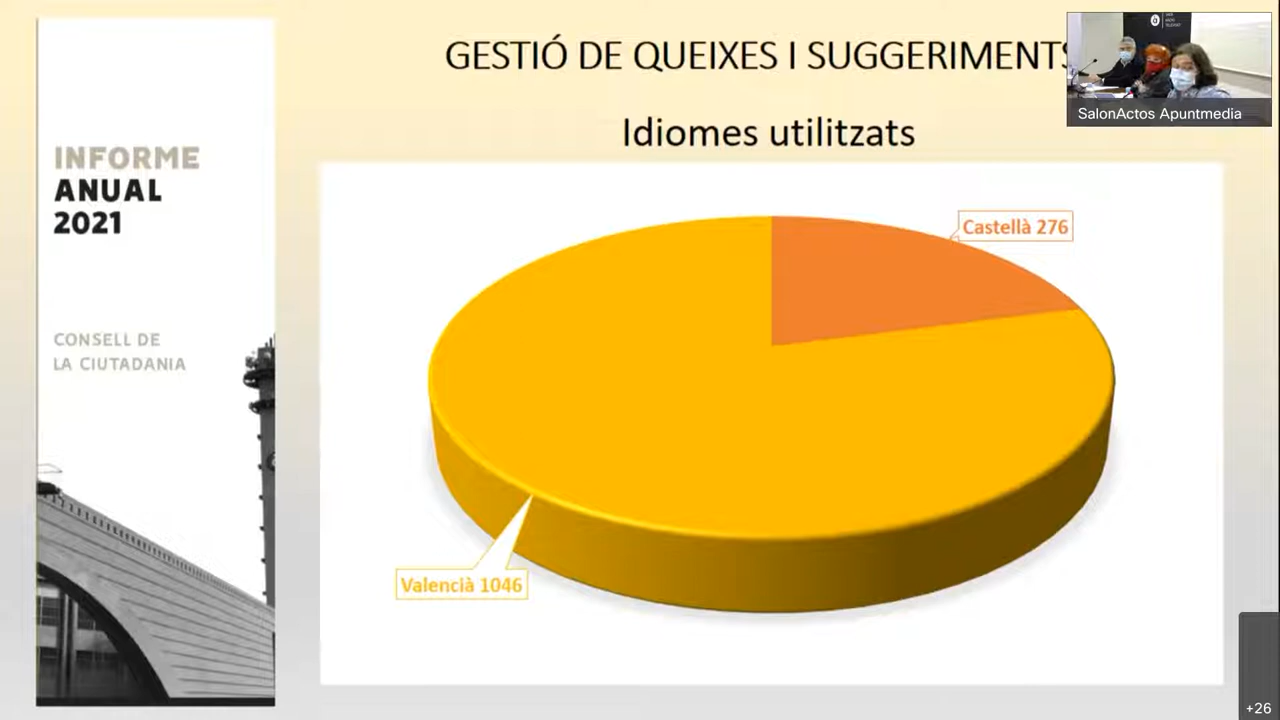 GESTIÓ DE QUEIXES I SUGGERIMENTS
Idiomes utilitzats
INFORME
ANUAL
2021
CONSELL DE
LA CIUTADANIA
Castellà 276
Valencià 1046
SalonActos Apuntmedia
+26